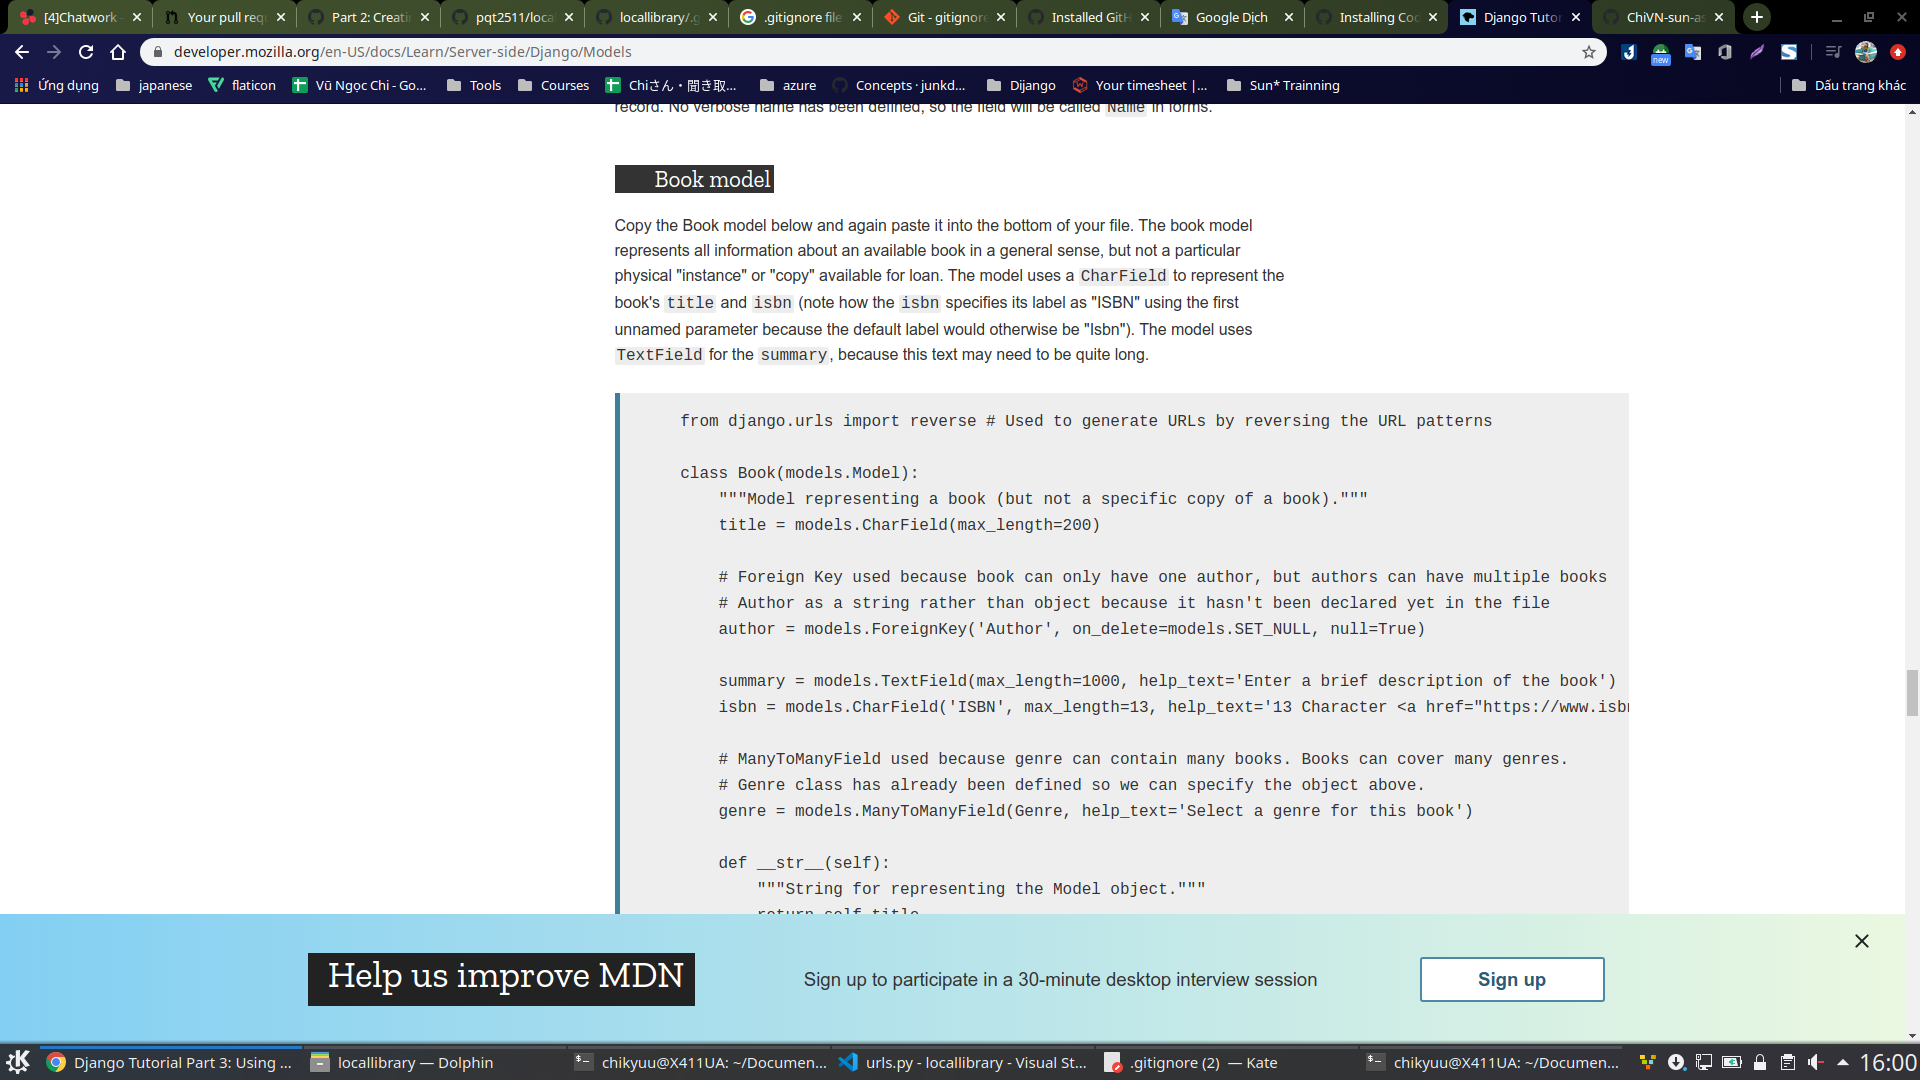 [4]Chatwork
Your pull req
Part 2: Creati
pqt2511/loca
locallibrary/.g
.gitignore file
Git - gitignore
Installed GitH
Google Dịch
Installing Coc
Django Tutor
ChiVN-sun-as
developer.mozilla.org/en-US/docs/Learn/Server-side/Django/Models
new
Ứng dụng
japanese
flaticon
Vũ Ngọc Chi - Go...
Tools
Courses
Chiさん・聞き取...
azure
Concepts · junkd...
Dijango
Your timesheet |...
Sun* Trainning
Dấu trang khác
record. No verbose name has been defined, so the field will be called Name in forms.
Book model
Copy the Book model below and again paste it into the bottom of your file. The book model
represents all information about an available book in a general sense, but not a particular
physical "instance" or "copy" available for loan. The model uses a CharField to represent the
book's title and isbn (note how the isbn specifies its label as "ISBN" using the first
unnamed parameter because the default label would otherwise be "Isbn"). The model uses
TextField for the summary, because this text may need to be quite long.
from django.urls import reverse # Used to generate URLs by reversing the URL patterns
class Book(models.Model):
"""Model representing a book (but not a specific copy of a book)."""
title = models.CharField(max_length=200)
# Foreign Key used because book can only have one author, but authors can have multiple books
# Author as a string rather than object because it hasn't been declared yet in the file
author = models.ForeignKey('Author', on_delete=models.SET_NULL, null=True)
summary = models.TextField(max_length=1000, help_text='Enter a brief description of the book')
isbn = models.CharField('ISBN', max_length=13, help_text='13 Character <a href="https://www.isbn
# ManyToManyField used because genre can contain many books. Books can cover many genres.
# Genre class has already been defined so we can specify the object above.
genre = models.ManyToManyField(Genre, help_text='Select a genre for this book')
def __str__(self):
"""String for representing the Model object."""
return self.title
Help us improve MDN
Sign up to participate in a 30-minute desktop interview session
Sign up
Django Tutorial Part 3: Using ...
locallibrary — Dolphin
chikyuu@X411UA: ~/Documen...
urls.py - locallibrary - Visual St...
.gitignore (2) — Kate
chikyuu@X411UA: ~/Documen...
16:00